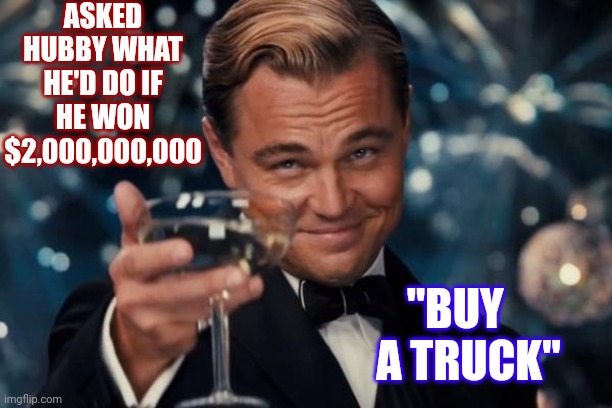 ASKED
HUBBY WHAT
HE'D DO IF
HE WON
$2,000,000,000
"BUY
A TRUCK"
imgflip.com